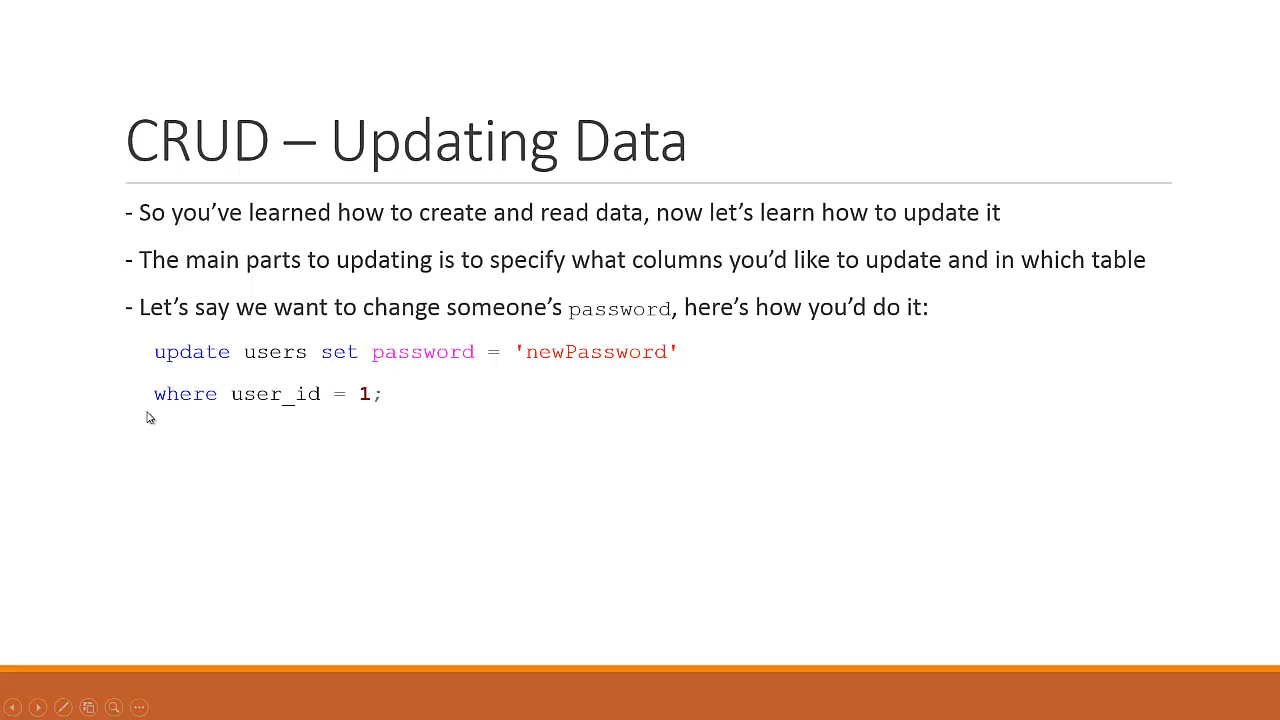 CRUD – Updating Data
- So you’ve learned how to create and read data, now let’s learn how to update it
- The main parts to updating is to specify what columns you’d like to update and in which table
- Let’s say we want to change someone’s password, here’s how you’d do it:
update users set password = 'newPassword'
where user_id = 1;